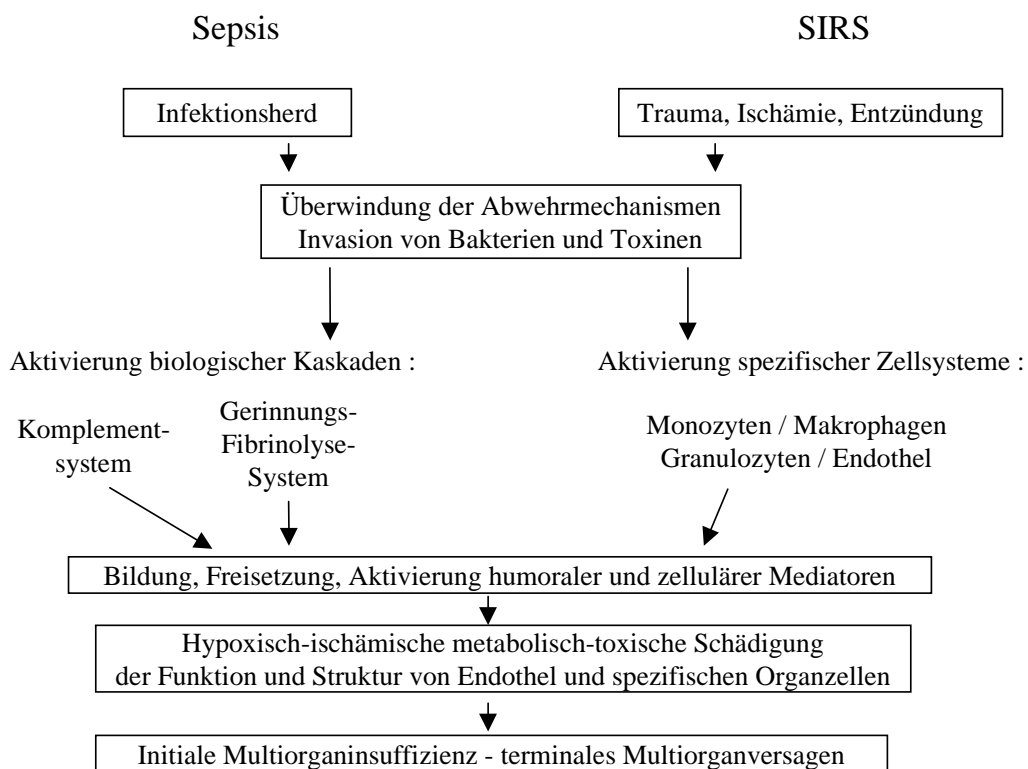 Sepsis
SIRS
Infektionsherd
Trauma, Ischämie, Entzündung
Überwindung der Abwehrmechanismen
Invasion von Bakterien und Toxinen
Aktivierung biologischer Kaskaden :
Aktivierung spezifischer Zellsysteme :
Komplement-
system
Gerinnungs-
Fibrinolyse-
System
Monozyten / Makrophagen
Granulozyten / Endothel
Bildung, Freisetzung, Aktivierung humoraler und zellulärer Mediatoren
Hypoxisch-ischämische metabolisch-toxische Schädigung
der Funktion und Struktur von Endothel und spezifischen Organzellen
Initiale Multiorganinsuffizienz - terminales Multiorganversagen